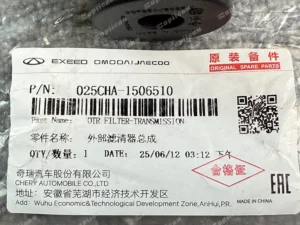 EXEED OMODA | JAECOO
原装备件
ORIGINAL SPARE PARTS
P/N: 025CHA-1506510
Part Name: OTR FILTER-TRANSMISSION
零件名称: 外部滤清器总成
QTY/数量: 1 DATE/日期: 25/06/12 03:12 下午
奇瑞汽车股份有限公司
CHERY AUTOMOBILE CO.,LTD
地址: 安徽省芜湖市经济技术开发区
Add: Wuhu Economic&Technological Development Zone,AnHui,PR.
合格证